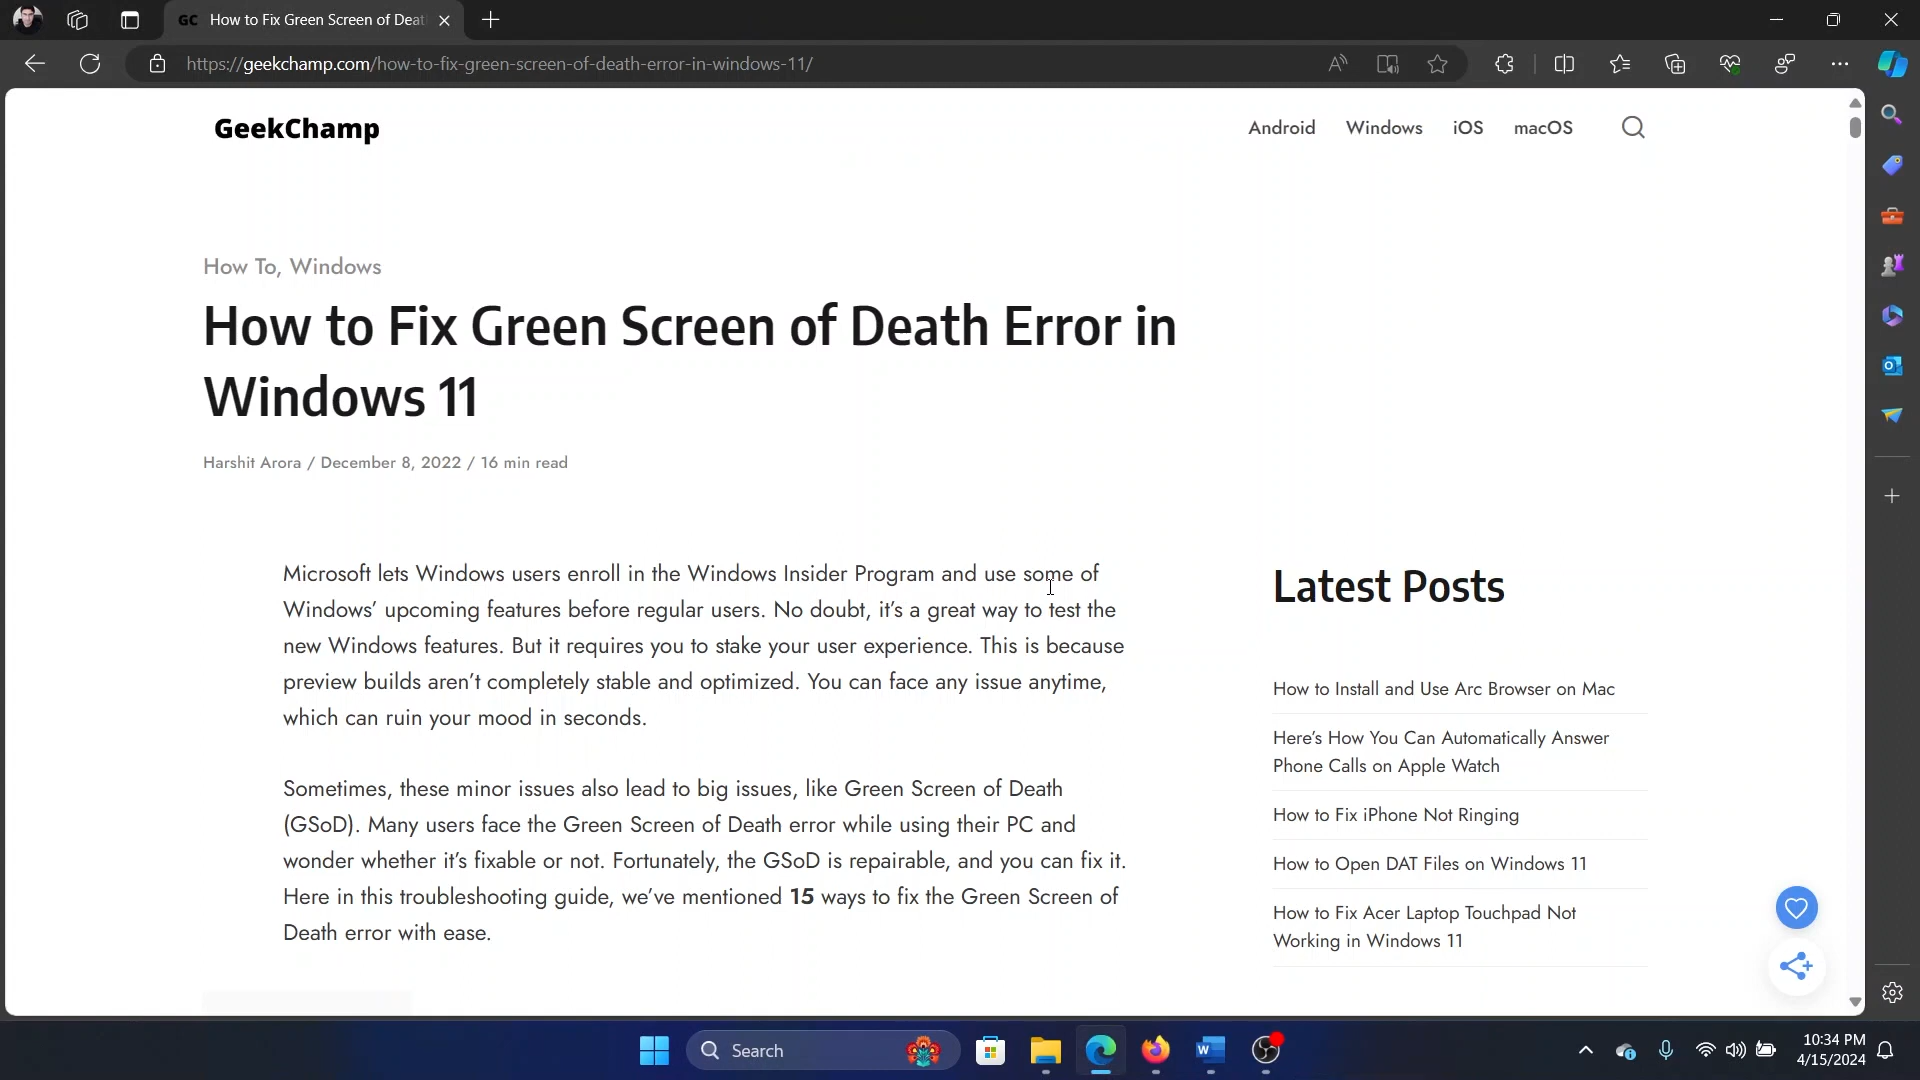 GC How to Fix Green Screen of Deat
https://geekchamp.com/how-to-fix-green-screen-of-death-error-in-windows-11/
GeekChamp
Android Windows iOS macOS
How To, Windows
How to Fix Green Screen of Death Error in
Windows 11
Harshit Arora / December 8, 2022 / 16 min read
Microsoft lets Windows users enroll in the Windows Insider Program and use some of
Windows’ upcoming features before regular users. No doubt, it’s a great way to test the
new Windows features. But it requires you to stake your user experience. This is because
preview builds aren’t completely stable and optimized. You can face any issue anytime,
which can ruin your mood in seconds.
Sometimes, these minor issues also lead to big issues, like Green Screen of Death
(GSoD). Many users face the Green Screen of Death error while using their PC and
wonder whether it’s fixable or not. Fortunately, the GSoD is repairable, and you can fix it.
Here in this troubleshooting guide, we’ve mentioned 15 ways to fix the Green Screen of
Death error with ease.
Latest Posts
How to Install and Use Arc Browser on Mac
Here’s How You Can Automatically Answer
Phone Calls on Apple Watch
How to Fix iPhone Not Ringing
How to Open DAT Files on Windows 11
How to Fix Acer Laptop Touchpad Not
Working in Windows 11
Search
10:34 PM
4/15/2024